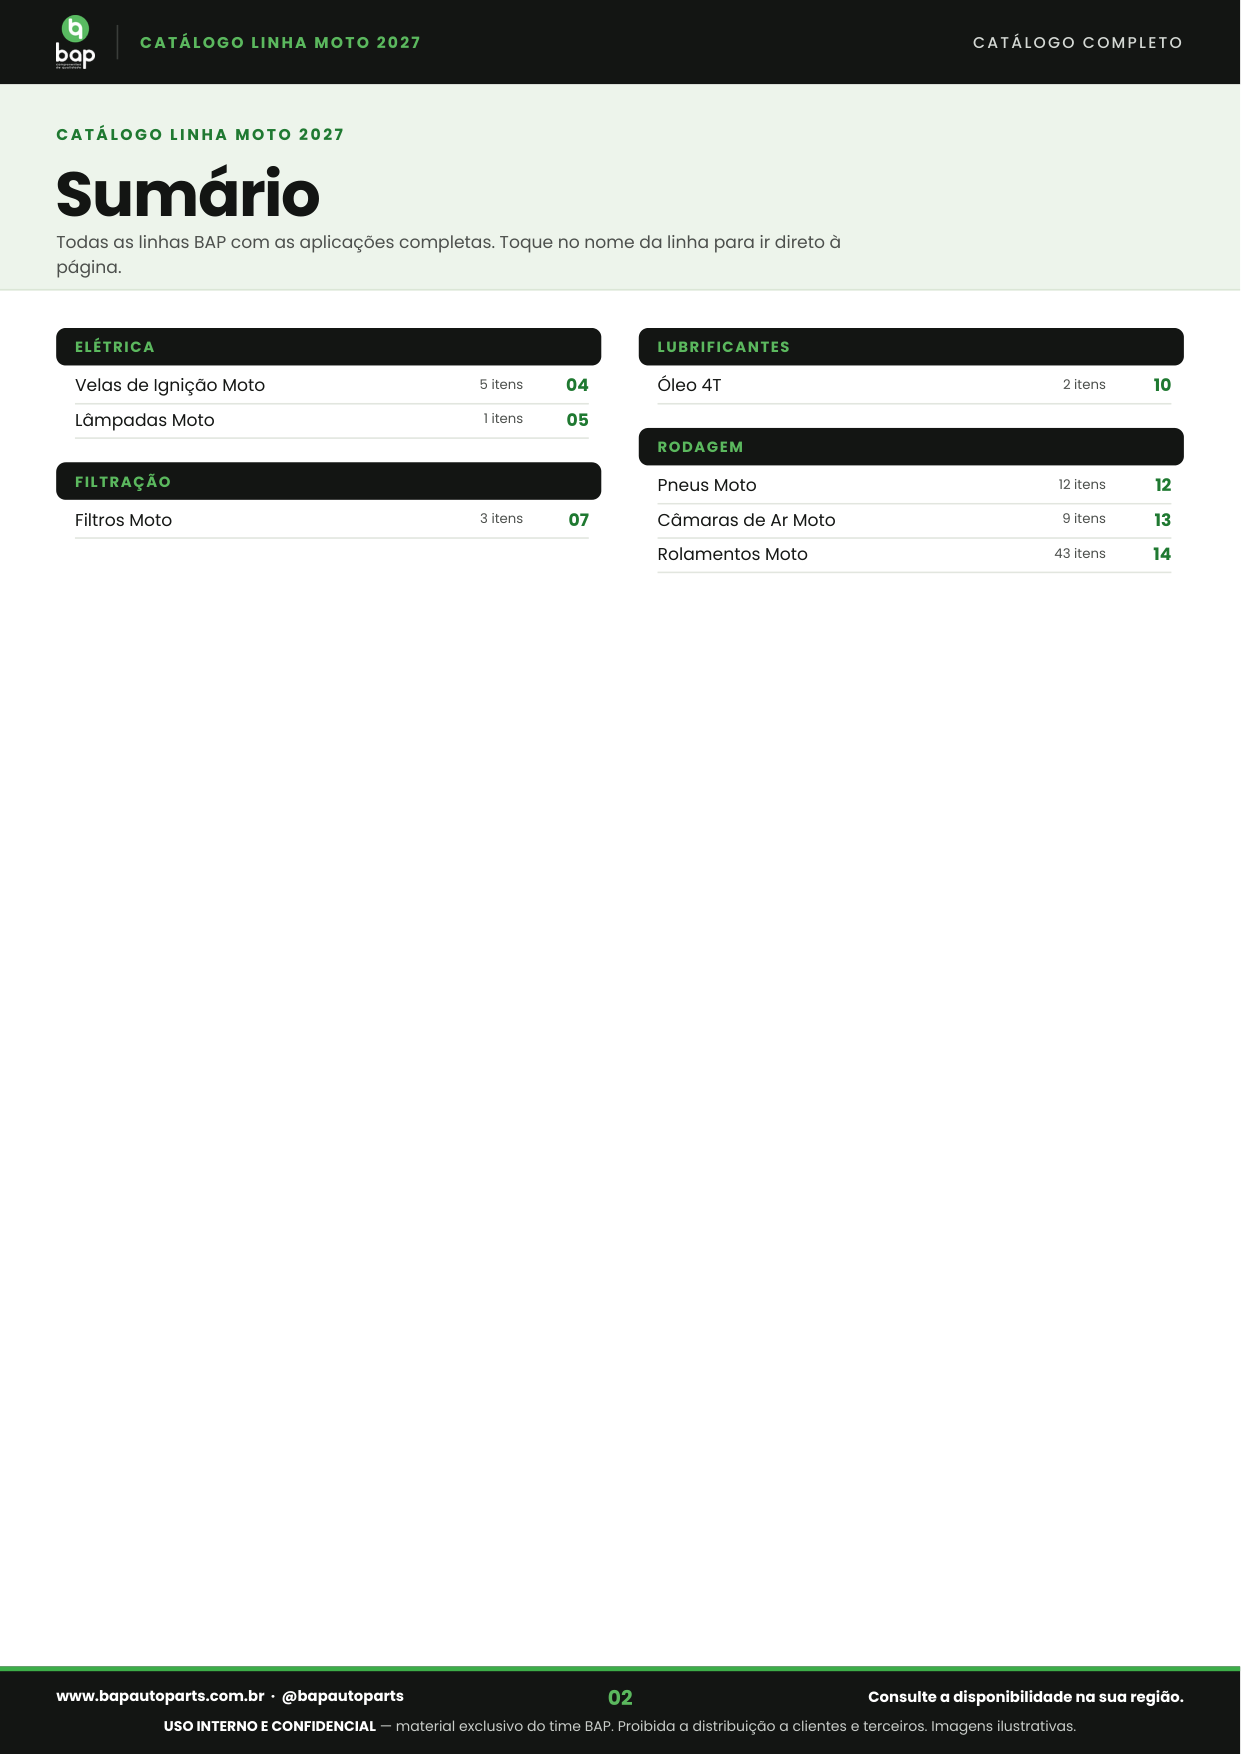 bap
CATÁLOGO LINHA MOTO 2027
CATÁLOGO COMPLETO
CATÁLOGO LINHA MOTO 2027
Sumário
Todas as linhas BAP com as aplicações completas. Toque no nome da linha para ir direto à
página.
ELÉTRICA
Velas de Ignição Moto 5 itens 04
Lâmpadas Moto 1 itens 05
FILTRAÇÃO
Filtros Moto 3 itens 07
LUBRIFICANTES
Óleo 4T 2 itens 10
RODAGEM
Pneus Moto 12 itens 12
Câmaras de Ar Moto 9 itens 13
Rolamentos Moto 43 itens 14
www.bapautoparts.com.br · @bapautoparts
02
Consulte a disponibilidade na sua região.
USO INTERNO E CONFIDENCIAL — material exclusivo do time BAP. Proibida a distribuição a clientes e terceiros. Imagens ilustrativas.